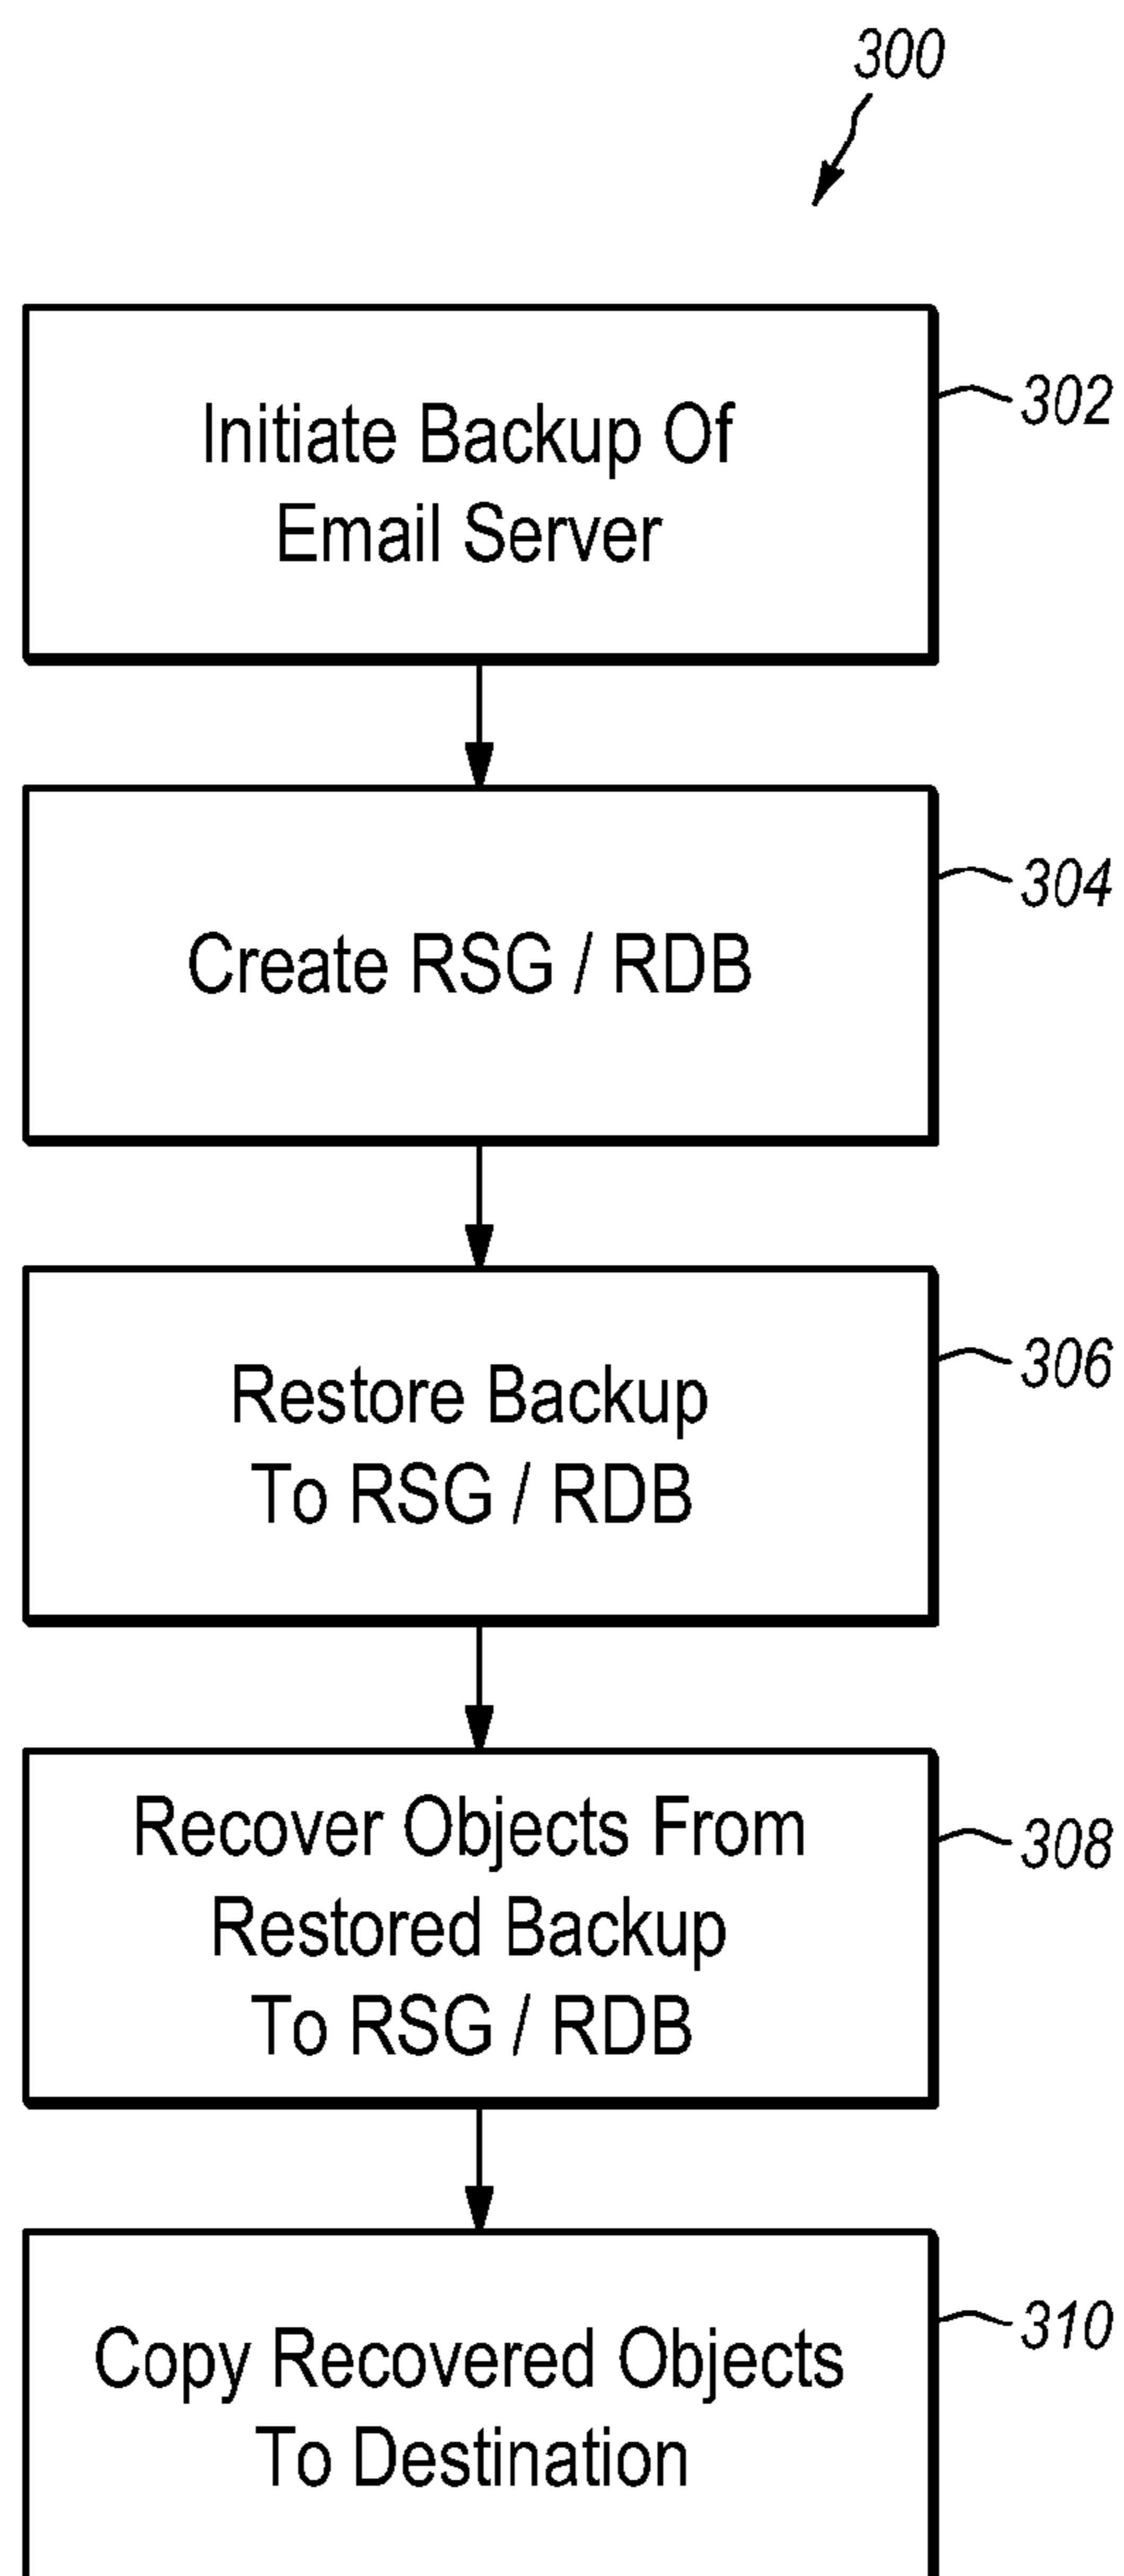 300
Initiate Backup Of
Email Server
302
Create RSG / RDB
304
Restore Backup
To RSG / RDB
306
Recover Objects From
Restored Backup
To RSG / RDB
308
Copy Recovered Objects
To Destination
310